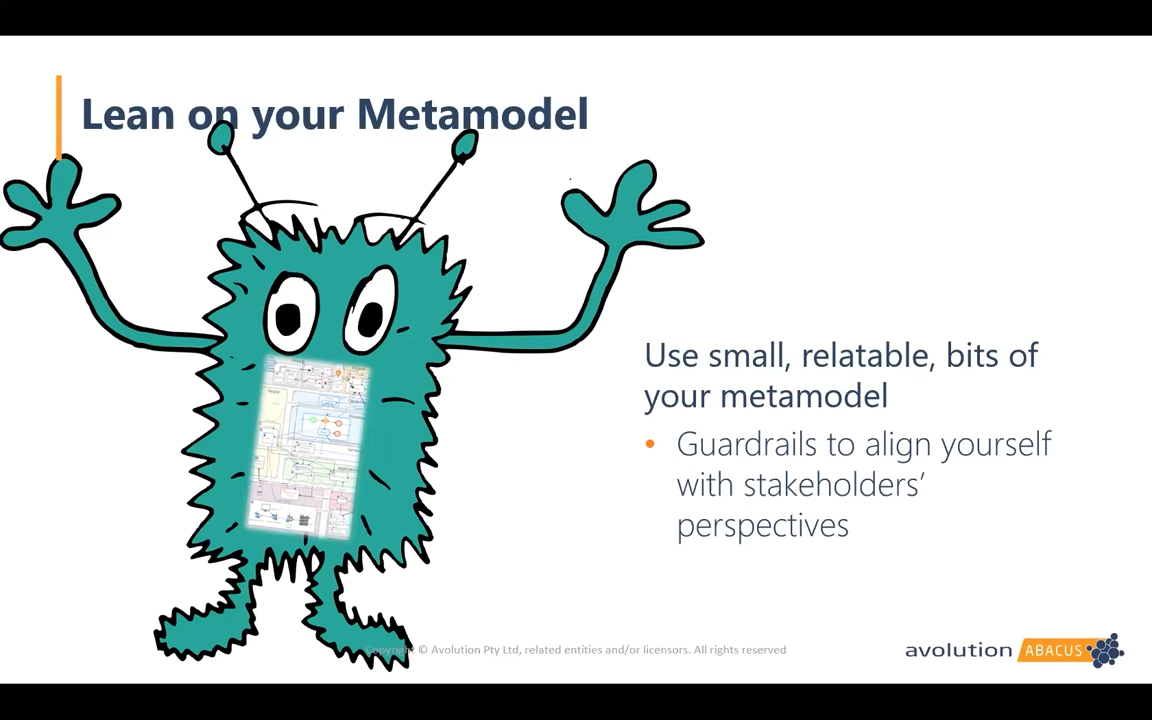 Lean on your Metamodel
Use small, relatable, bits of
your metamodel
• Guardrails to align yourself
with stakeholders’
perspectives
Copyright © Avolution Pty Ltd, related entities and/or licensors. All rights reserved
avolution ABACUS